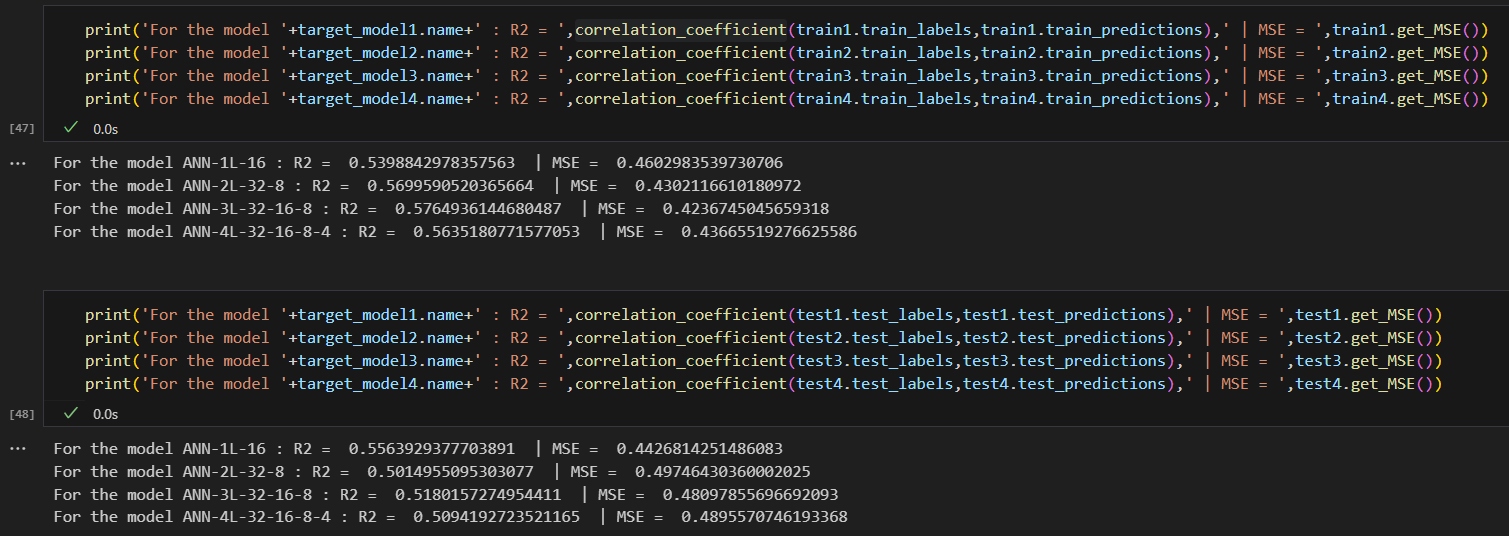 print('For the model '+target_model1.name+' : R2 = ',correlation_coefficient(train1.train_labels,train1.train_predictions),' | MSE = ',train1.get_MSE())
print('For the model '+target_model2.name+' : R2 = ',correlation_coefficient(train2.train_labels,train2.train_predictions),' | MSE = ',train2.get_MSE())
print('For the model '+target_model3.name+' : R2 = ',correlation_coefficient(train3.train_labels,train3.train_predictions),' | MSE = ',train3.get_MSE())
print('For the model '+target_model4.name+' : R2 = ',correlation_coefficient(train4.train_labels,train4.train_predictions),' | MSE = ',train4.get_MSE())
[47] ✓ 0.0s
... For the model ANN-1L-16 : R2 =  0.5398842978357563  | MSE =  0.4602983539730706
For the model ANN-2L-32-8 : R2 =  0.5699590520365664  | MSE =  0.4302116610180972
For the model ANN-3L-32-16-8 : R2 =  0.5764936144680487  | MSE =  0.4236745045659318
For the model ANN-4L-32-16-8-4 : R2 =  0.5635180771577053  | MSE =  0.43665519276625586
print('For the model '+target_model1.name+' : R2 = ',correlation_coefficient(test1.test_labels,test1.test_predictions),' | MSE = ',test1.get_MSE())
print('For the model '+target_model2.name+' : R2 = ',correlation_coefficient(test2.test_labels,test2.test_predictions),' | MSE = ',test2.get_MSE())
print('For the model '+target_model3.name+' : R2 = ',correlation_coefficient(test3.test_labels,test3.test_predictions),' | MSE = ',test3.get_MSE())
print('For the model '+target_model4.name+' : R2 = ',correlation_coefficient(test4.test_labels,test4.test_predictions),' | MSE = ',test4.get_MSE())
[48] ✓ 0.0s
... For the model ANN-1L-16 : R2 =  0.5563929377703891  | MSE =  0.4426814251486083
For the model ANN-2L-32-8 : R2 =  0.5014955095303077  | MSE =  0.49746430360002025
For the model ANN-3L-32-16-8 : R2 =  0.5180157274954411  | MSE =  0.48097855696692093
For the model ANN-4L-32-16-8-4 : R2 =  0.5094192723521165  | MSE =  0.4895570746193368